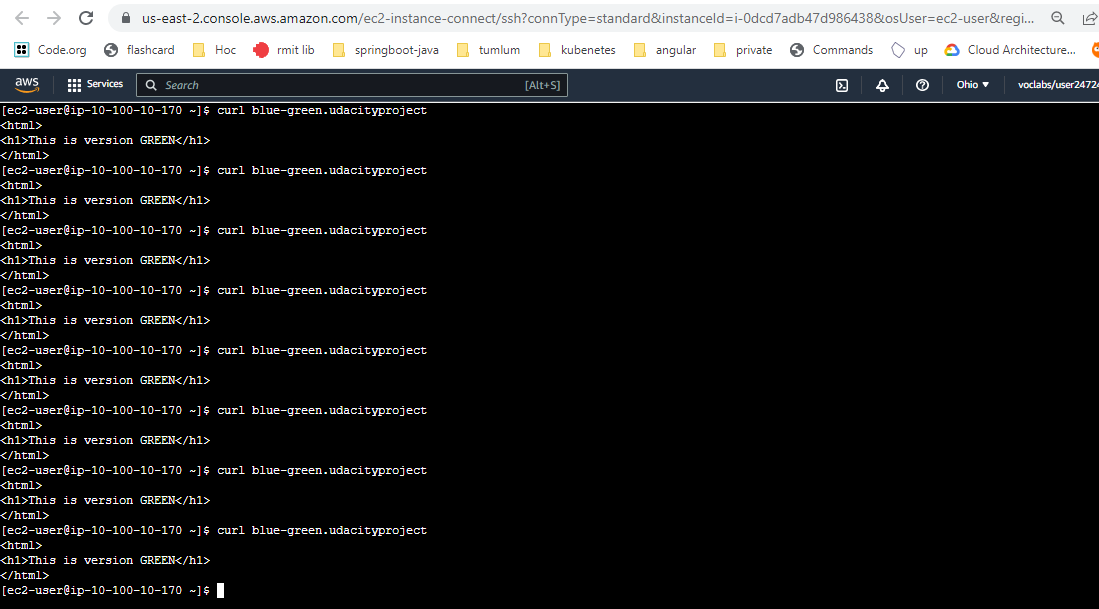 us-east-2.console.aws.amazon.com/ec2-instance-connect/ssh?connType=standard&instanceId=i-0dcd7adb47d986438&osUser=ec2-user&regi...
Code.org flashcard Hoc rmit lib springboot-java tumlum kubenetes angular private Commands up Cloud Architecture...
aws Services Search [Alt+S] Ohio ▼ voclabs/user2472
[ec2-user@ip-10-100-10-170 ~]$ curl blue-green.udacityproject
<html>
<h1>This is version GREEN</h1>
</html>
[ec2-user@ip-10-100-10-170 ~]$ curl blue-green.udacityproject
<html>
<h1>This is version GREEN</h1>
</html>
[ec2-user@ip-10-100-10-170 ~]$ curl blue-green.udacityproject
<html>
<h1>This is version GREEN</h1>
</html>
[ec2-user@ip-10-100-10-170 ~]$ curl blue-green.udacityproject
<html>
<h1>This is version GREEN</h1>
</html>
[ec2-user@ip-10-100-10-170 ~]$ curl blue-green.udacityproject
<html>
<h1>This is version GREEN</h1>
</html>
[ec2-user@ip-10-100-10-170 ~]$ curl blue-green.udacityproject
<html>
<h1>This is version GREEN</h1>
</html>
[ec2-user@ip-10-100-10-170 ~]$ curl blue-green.udacityproject
<html>
<h1>This is version GREEN</h1>
</html>
[ec2-user@ip-10-100-10-170 ~]$ curl blue-green.udacityproject
<html>
<h1>This is version GREEN</h1>
</html>
[ec2-user@ip-10-100-10-170 ~]$